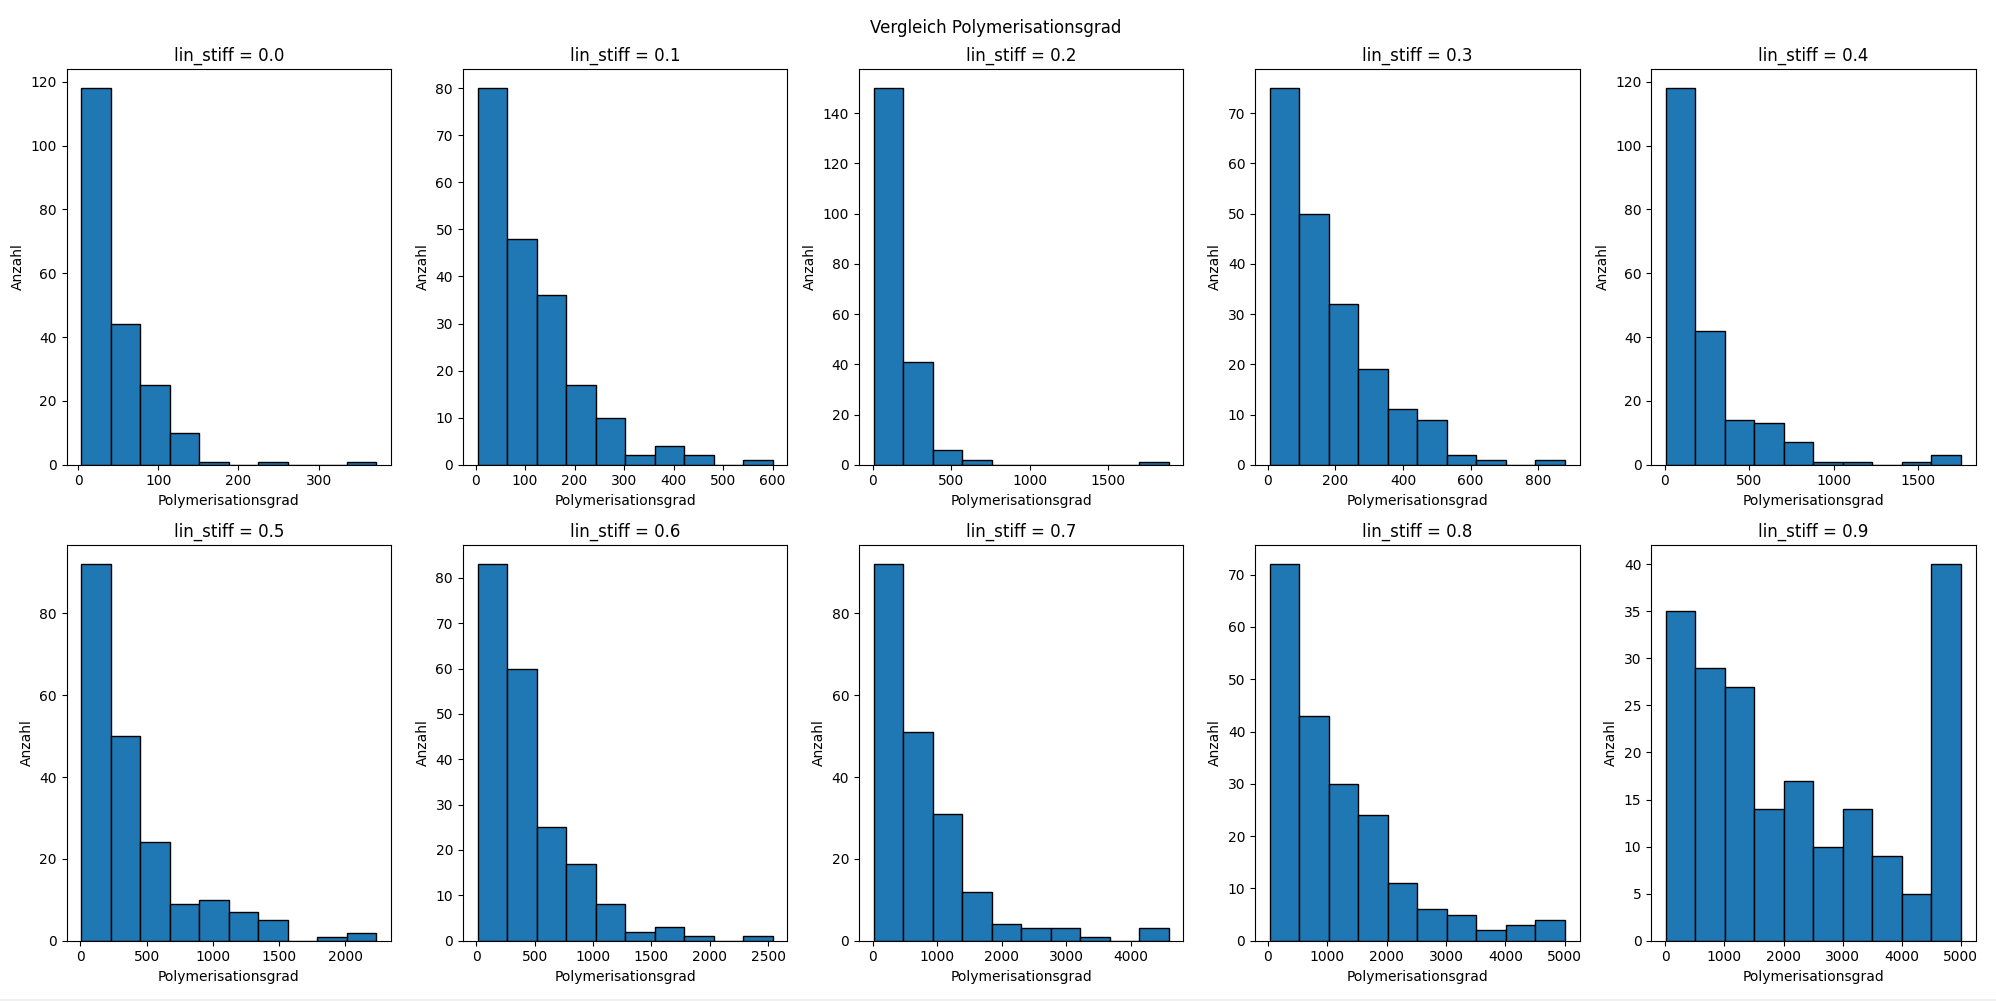 Vergleich Polymerisationsgrad
lin_stiff = 0.0
lin_stiff = 0.1
lin_stiff = 0.2
lin_stiff = 0.3
lin_stiff = 0.4
120
100
80
60
40
20
0
Anzahl
0 100 200 300
Polymerisationsgrad
80
70
60
50
40
30
20
10
0
Anzahl
0 100 200 300 400 500 600
Polymerisationsgrad
140
120
100
80
60
40
20
0
Anzahl
0 500 1000 1500
Polymerisationsgrad
70
60
50
40
30
20
10
0
Anzahl
0 200 400 600 800
Polymerisationsgrad
120
100
80
60
40
20
0
Anzahl
0 500 1000 1500
Polymerisationsgrad
lin_stiff = 0.5
lin_stiff = 0.6
lin_stiff = 0.7
lin_stiff = 0.8
lin_stiff = 0.9
80
60
40
20
0
Anzahl
0 500 1000 1500 2000
Polymerisationsgrad
80
70
60
50
40
30
20
10
0
Anzahl
0 500 1000 1500 2000 2500
Polymerisationsgrad
80
60
40
20
0
Anzahl
0 1000 2000 3000 4000
Polymerisationsgrad
70
60
50
40
30
20
10
0
Anzahl
0 1000 2000 3000 4000 5000
Polymerisationsgrad
40
35
30
25
20
15
10
5
0
Anzahl
0 1000 2000 3000 4000 5000
Polymerisationsgrad